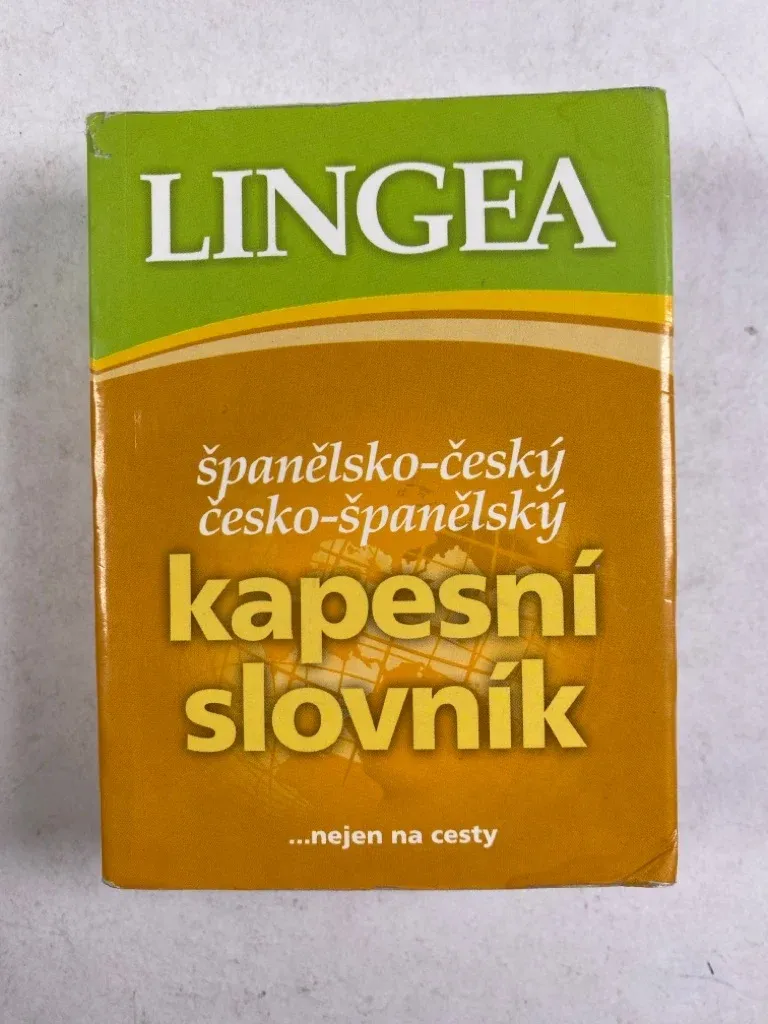 LINGEA
španělsko-český
česko-španělský
kapesní
slovník
...nejen na cesty